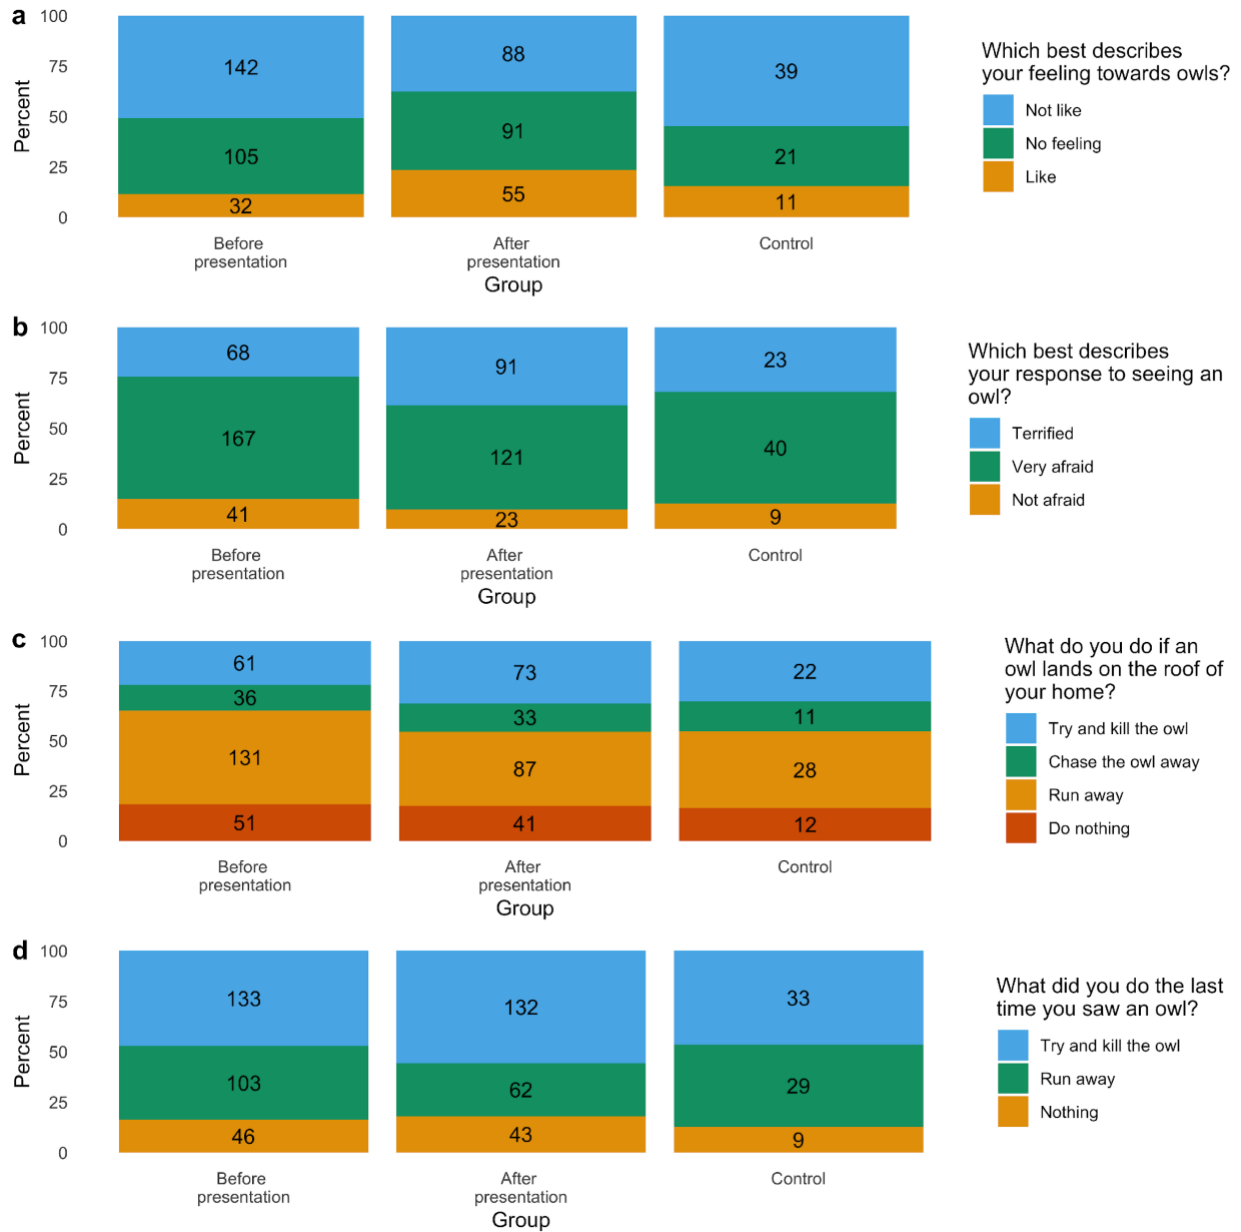 a
100
75
50
25
0
Percent
142
105
32
88
91
55
39
21
11
Before
presentation
After
presentation
Control
Group
Which best describes
your feeling towards owls?
Not like
No feeling
Like
b
100
75
50
25
0
Percent
68
167
41
91
121
23
23
40
9
Before
presentation
After
presentation
Control
Group
Which best describes
your response to seeing an
owl?
Terrified
Very afraid
Not afraid
c
100
75
50
25
0
Percent
61
36
131
51
73
33
87
41
22
11
28
12
Before
presentation
After
presentation
Control
Group
What do you do if an
owl lands on the roof of
your home?
Try and kill the owl
Chase the owl away
Run away
Do nothing
d
100
75
50
25
0
Percent
133
103
46
132
62
43
33
29
9
Before
presentation
After
presentation
Control
Group
What did you do the last
time you saw an owl?
Try and kill the owl
Run away
Nothing